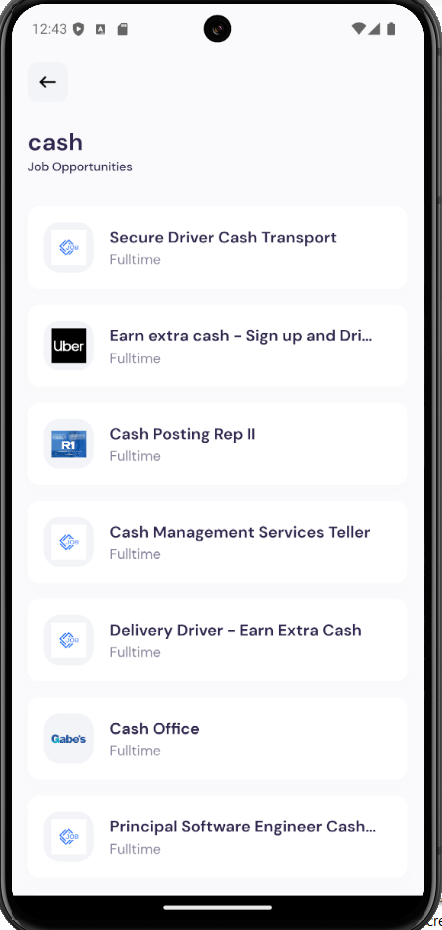 12:43
cash
Job Opportunities
JOB
Secure Driver Cash Transport
Fulltime
Uber
Earn extra cash - Sign up and Dri...
Fulltime
R1
Cash Posting Rep II
Fulltime
JOB
Cash Management Services Teller
Fulltime
JOB
Delivery Driver - Earn Extra Cash
Fulltime
Gabe's
Cash Office
Fulltime
JOB
Principal Software Engineer Cash...
Fulltime